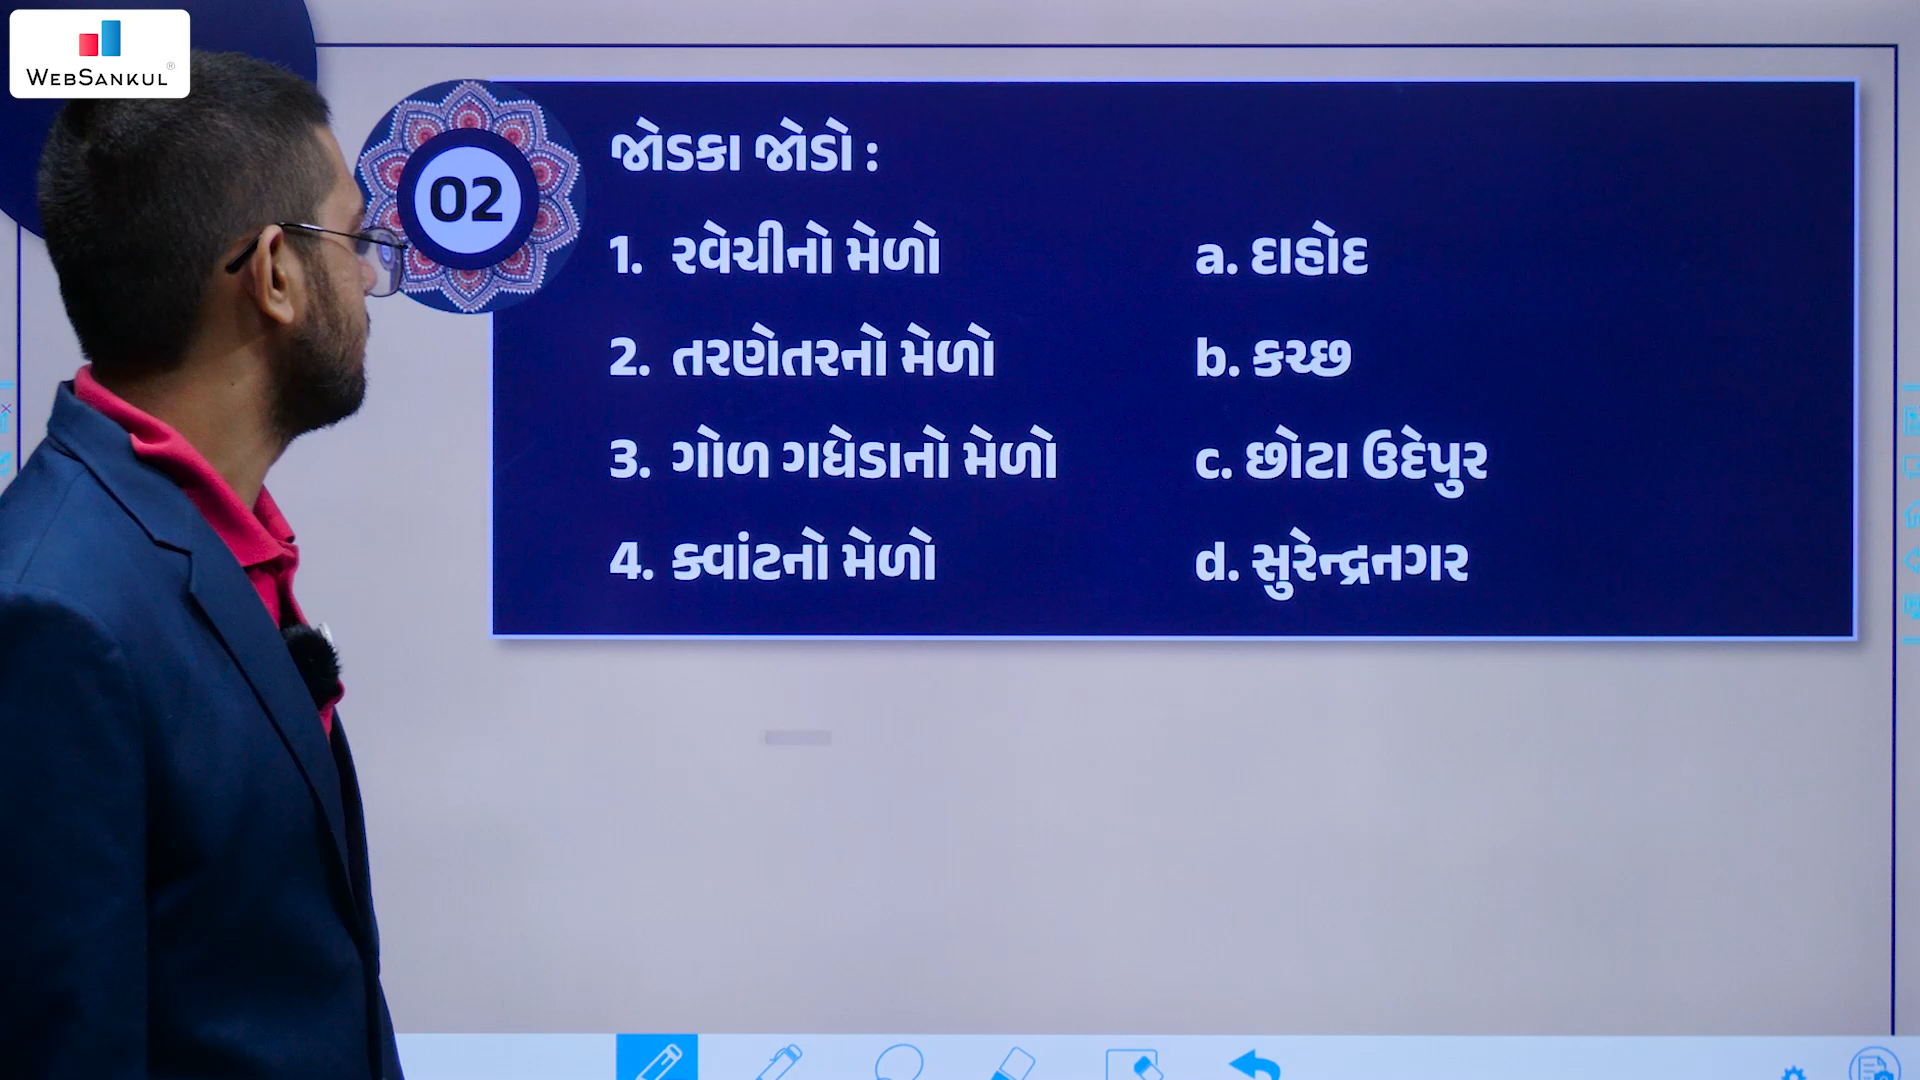 WEBSANKUL®
02
જોડકા જોડો :
1. રવેચીનો મેળો
a. દાહોદ
2. તરણેતરનો મેળો
b. કચ્છ
3. ગોળ ગધેડાનો મેળો
c. છોટા ઉદેપુર
4. ક્વાંટનો મેળો
d. સુરેન્દ્રનગર